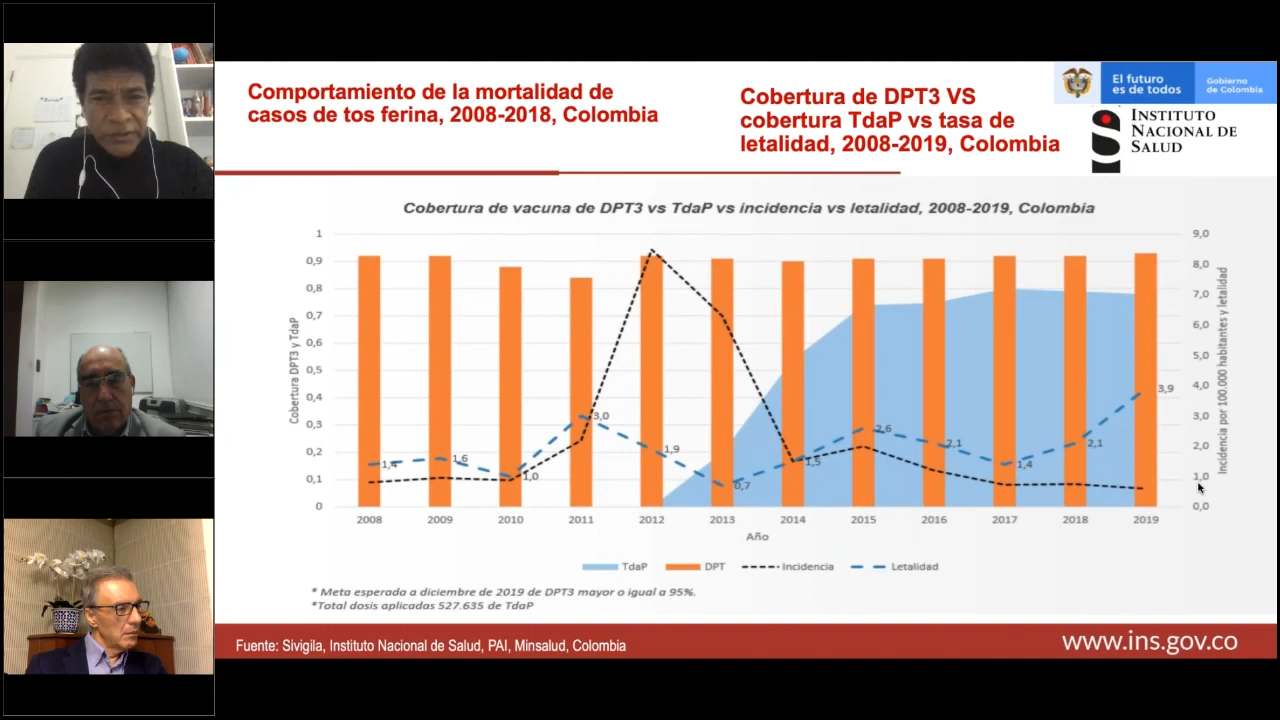 Comportamiento de la mortalidad de
casos de tos ferina, 2008-2018, Colombia
Cobertura de DPT3 VS
cobertura TdaP vs tasa de
letalidad, 2008-2019, Colombia
El futuro
es de todos
Gobierno
de Colombia
INSTITUTO
NACIONAL DE
SALUD
Cobertura de vacuna de DPT3 vs TdaP vs incidencia vs letalidad, 2008-2019, Colombia
Cobertura DPT3 y TdaP
1
0,9
0,8
0,7
0,6
0,5
0,4
0,3
0,2
0,1
0
9,0
8,0
7,0
6,0
5,0
4,0
3,0
2,0
1,0
0,0
Incidencia por 100.000 habitantes y letalidad
1,4
1,6
1,0
3,0
1,9
0,7
1,5
2,6
2,1
1,4
2,1
3,9
2008 2009 2010 2011 2012 2013 2014 2015 2016 2017 2018 2019
Año
TdaP DPT Incidencia Letalidad
* Meta esperada a diciembre de 2019 de DPT3 mayor o igual a 95%.
*Total dosis aplicadas 527.635 de TdaP
Fuente: Sivigila, Instituto Nacional de Salud, PAI, Minsalud, Colombia
www.ins.gov.co